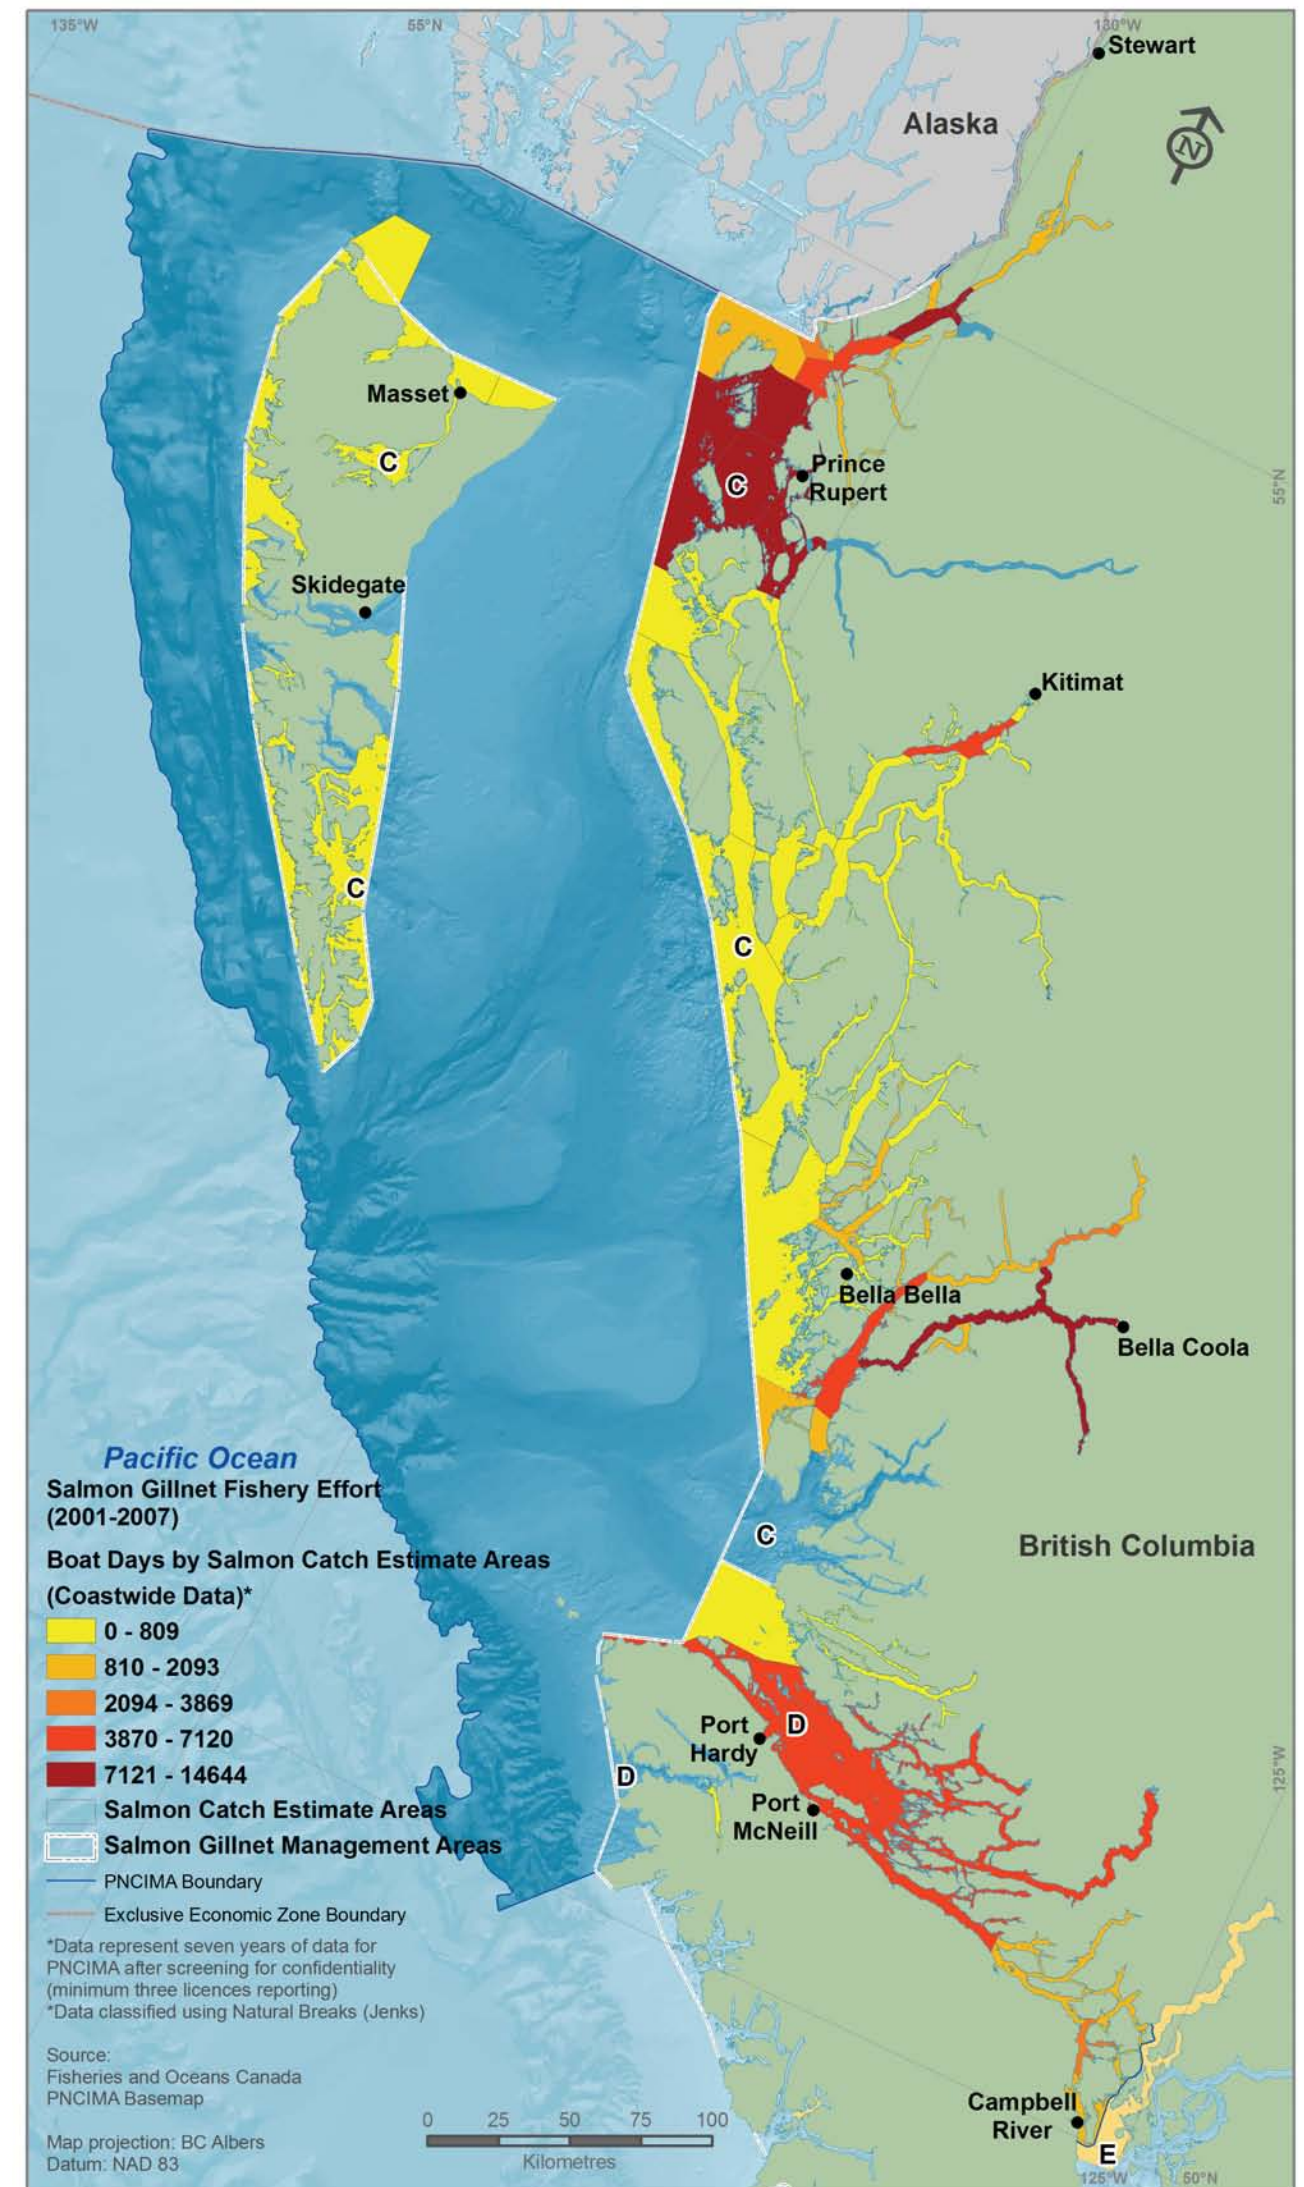 135°W
55°N
130°W
Stewart
Alaska
N
Masset
C
Prince
Rupert
C
55°N
Skidegate
Kitimat
C
C
Bella Bella
Bella Coola
Pacific Ocean
Salmon Gillnet Fishery Effort
(2001-2007)
C
British Columbia
Boat Days by Salmon Catch Estimate Areas
(Coastwide Data)*
0 - 809
810 - 2093
2094 - 3869
3870 - 7120
7121 - 14644
Salmon Catch Estimate Areas
Salmon Gillnet Management Areas
PNCIMA Boundary
Exclusive Economic Zone Boundary
Port
Hardy
D
D
Port
McNeill
125°W
*Data represent seven years of data for
PNCIMA after screening for confidentiality
(minimum three licences reporting)
*Data classified using Natural Breaks (Jenks)
Source:
Fisheries and Oceans Canada
PNCIMA Basemap
Map projection: BC Albers
Datum: NAD 83
0 25 50 75 100
Kilometres
Campbell
River
E
125°W
50°N